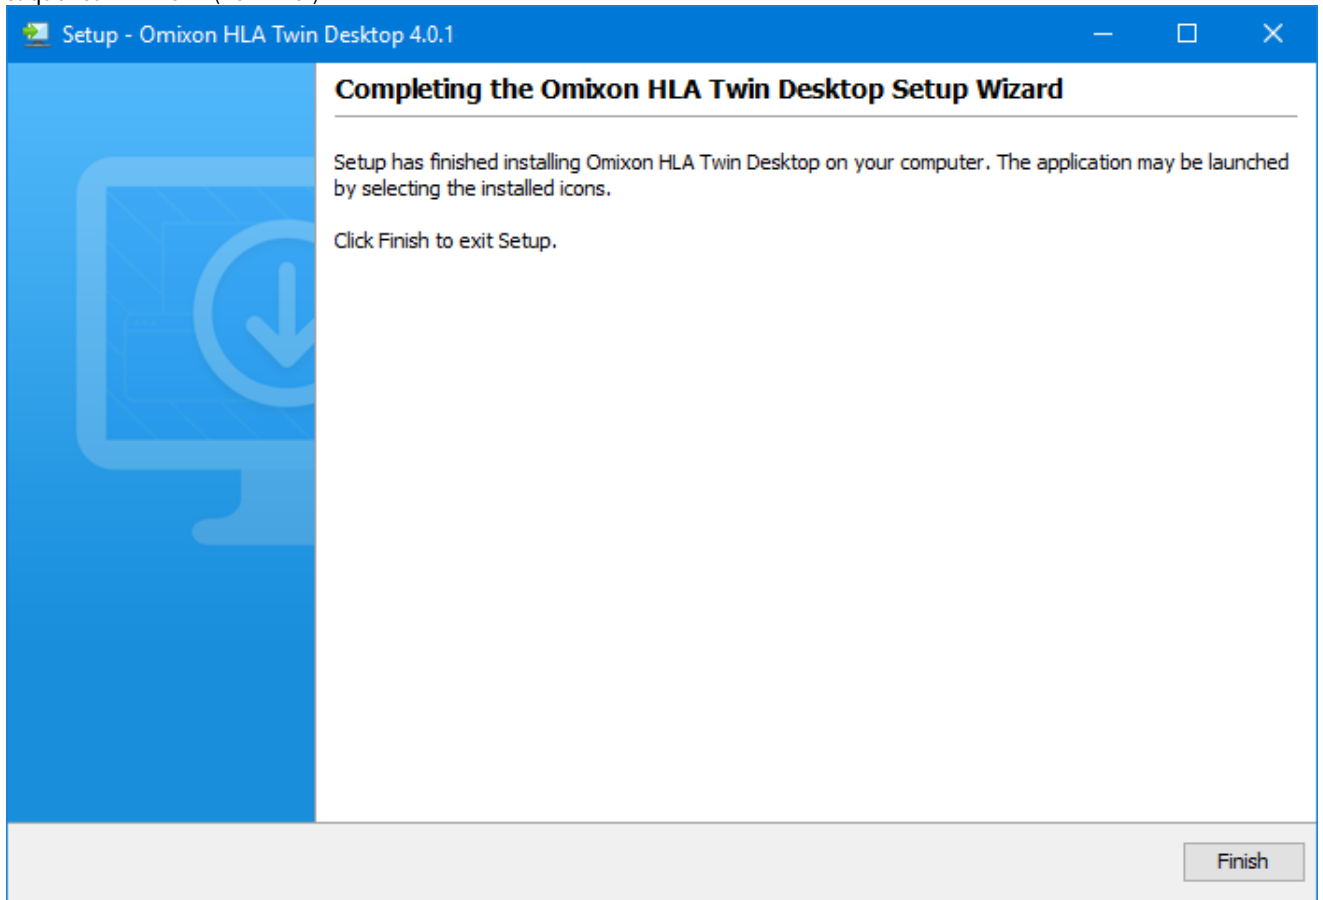 Setup - Omixon HLA Twin Desktop 4.0.1
Completing the Omixon HLA Twin Desktop Setup Wizard
Setup has finished installing Omixon HLA Twin Desktop on your computer. The application may be launched
by selecting the installed icons.
Click Finish to exit Setup.
Finish